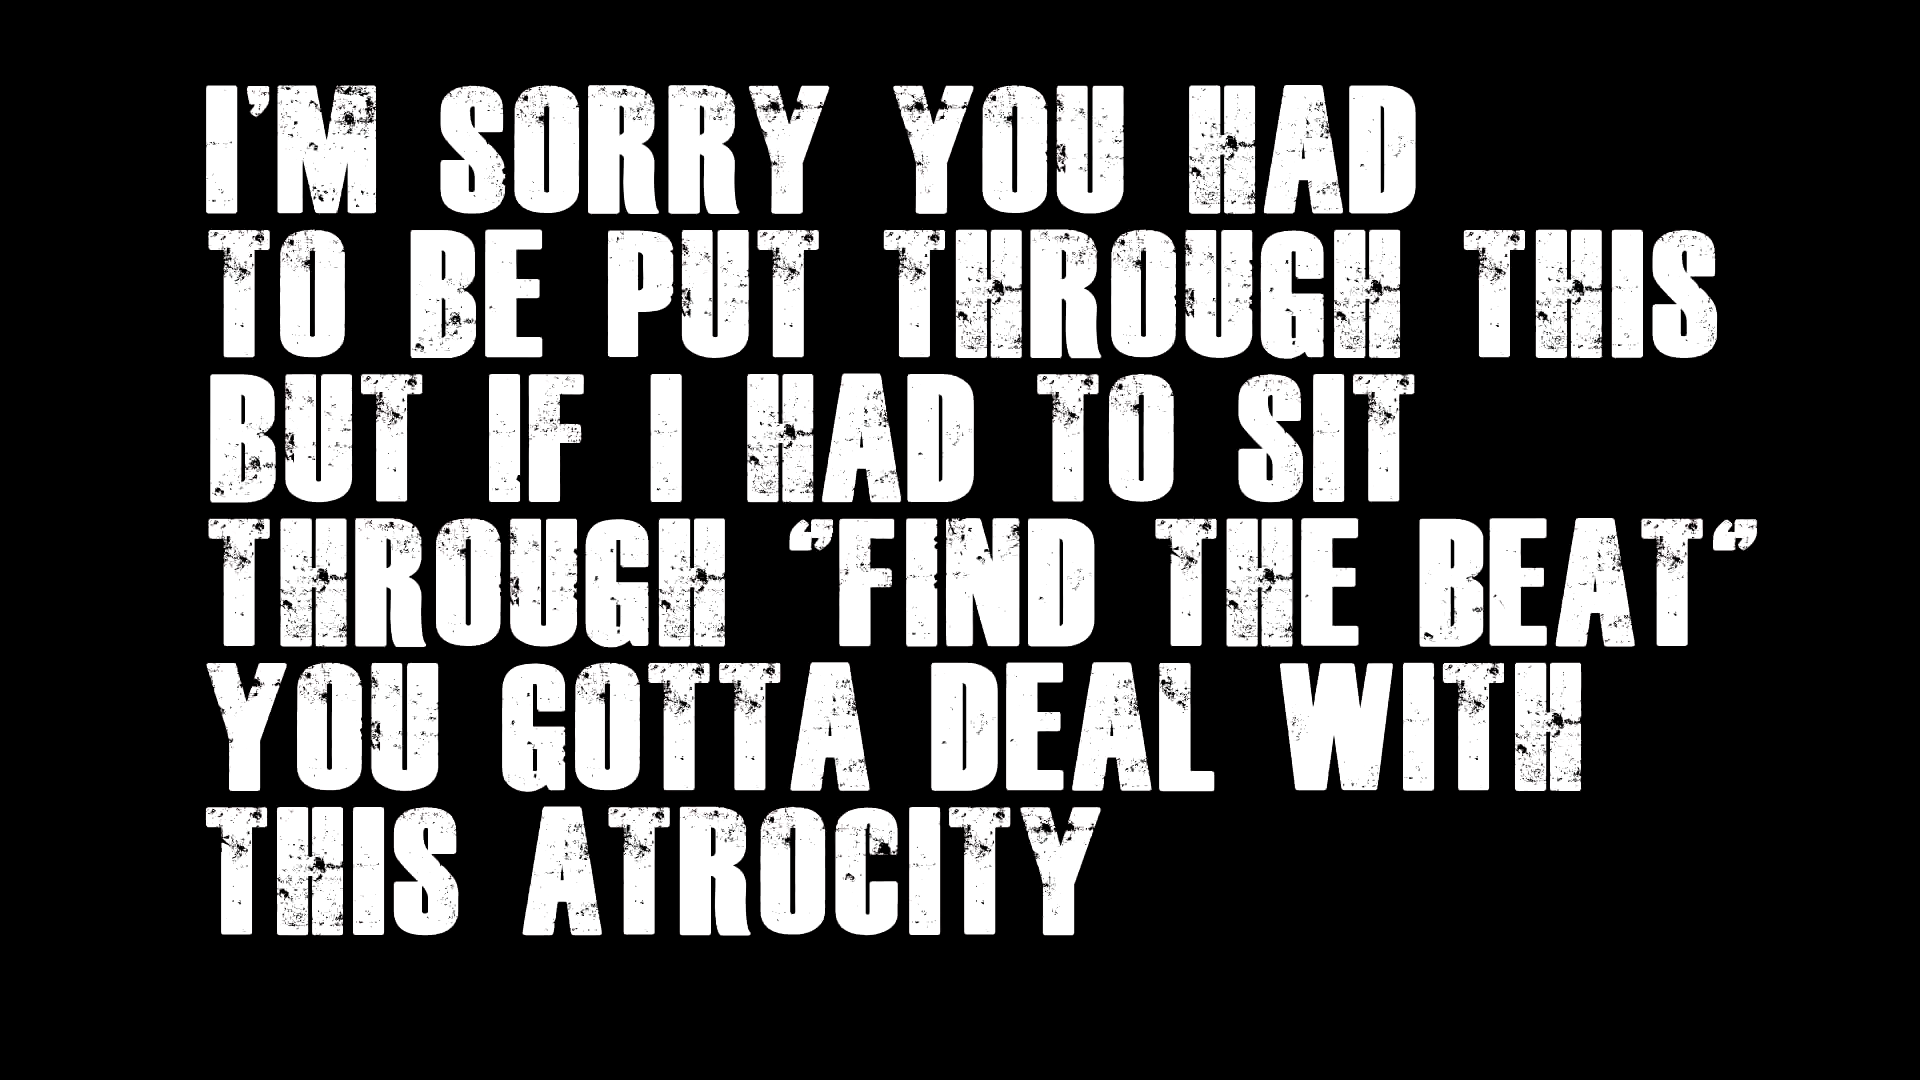 I'M SORRY YOU HAD
TO BE PUT THROUGH THIS
BUT IF I HAD TO SIT
THROUGH "FIND THE BEAT"
YOU GOTTA DEAL WITH
THIS ATROCITY